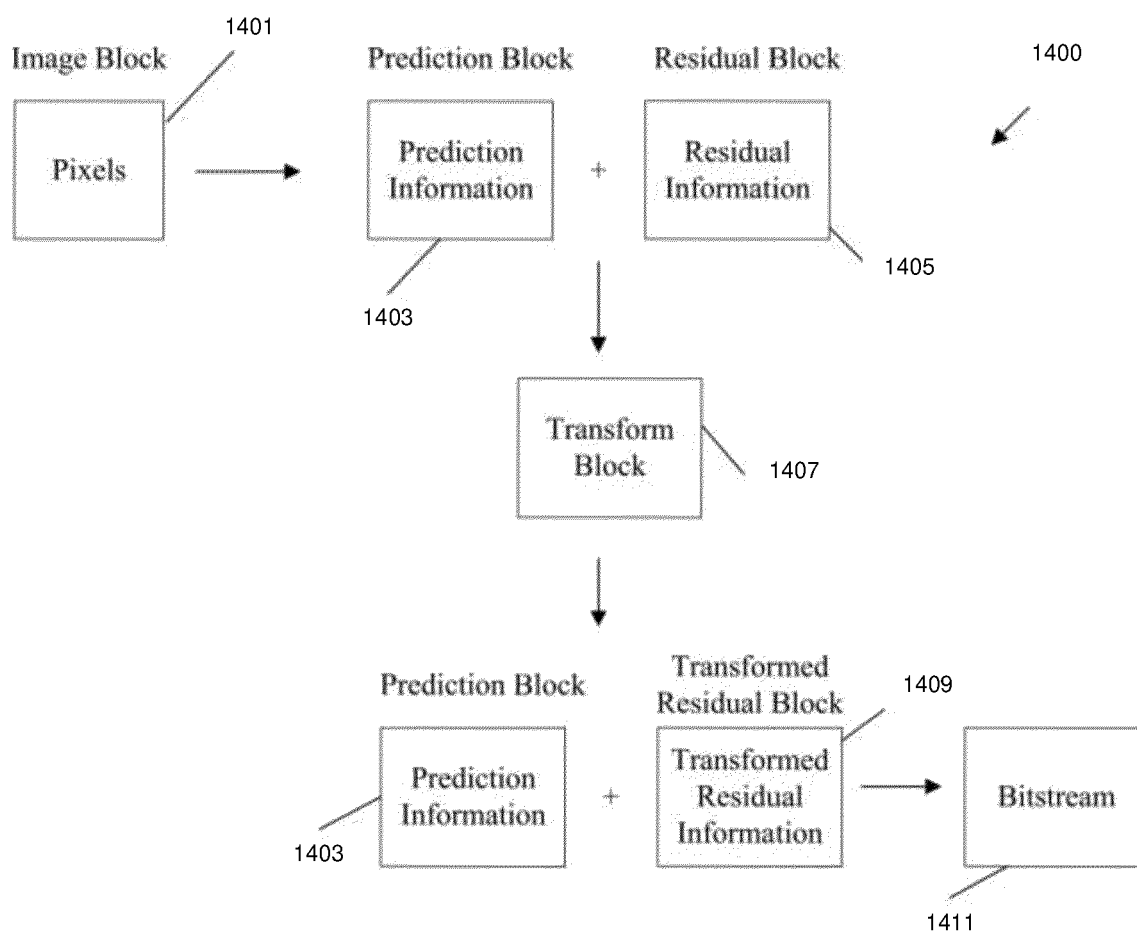 1401
Image Block
Prediction Block
Residual Block
1400
Pixels
Prediction
Information
+
Residual
Information
1403
1405
Transform
Block
1407
Prediction Block
Transformed
Residual Block
1409
Prediction
Information
+
Transformed
Residual
Information
Bitstream
1403
1411